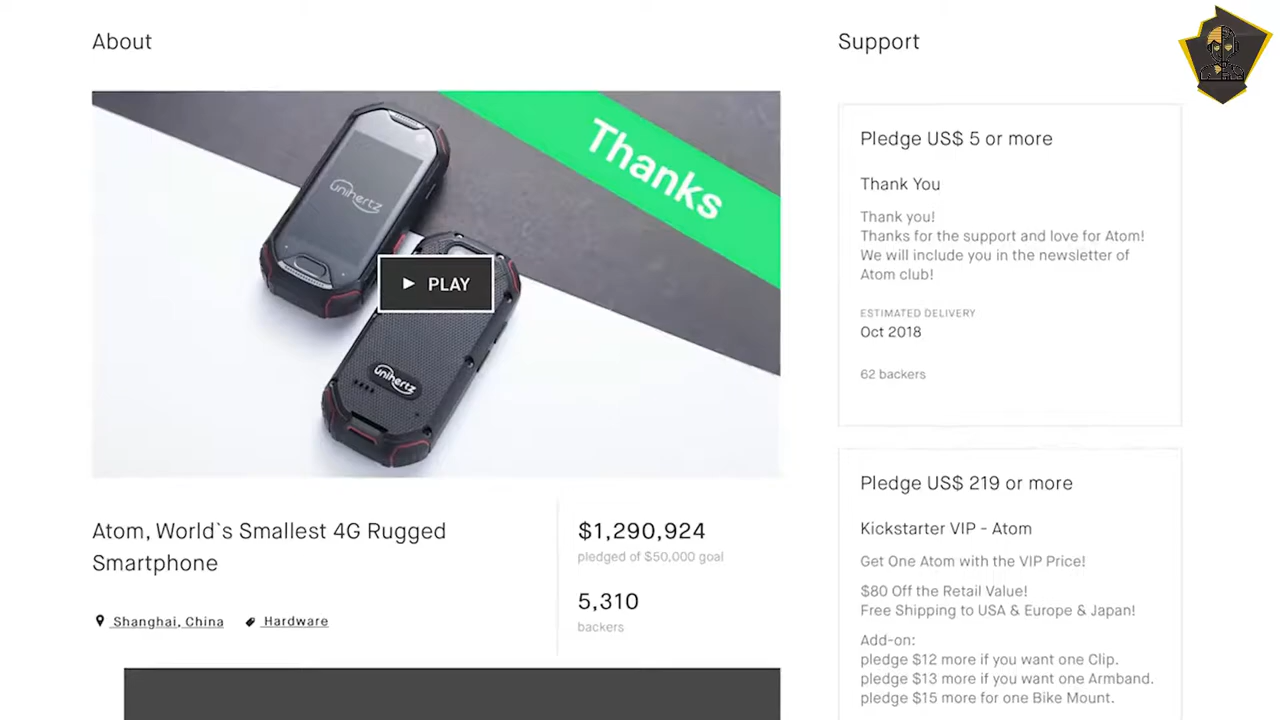 About
Support
Thanks
unihertz
PLAY
unihertz
Pledge US$ 5 or more
Thank You
Thank you!
Thanks for the support and love for Atom!
We will include you in the newsletter of
Atom club!
ESTIMATED DELIVERY
Oct 2018
62 backers
Atom, World`s Smallest 4G Rugged
Smartphone
Shanghai, China
Hardware
$1,290,924
pledged of $50,000 goal
5,310
backers
Pledge US$ 219 or more
Kickstarter VIP - Atom
Get One Atom with the VIP Price!
$80 Off the Retail Value!
Free Shipping to USA & Europe & Japan!
Add-on:
pledge $12 more if you want one Clip.
pledge $13 more if you want one Armband.
pledge $15 more for one Bike Mount.